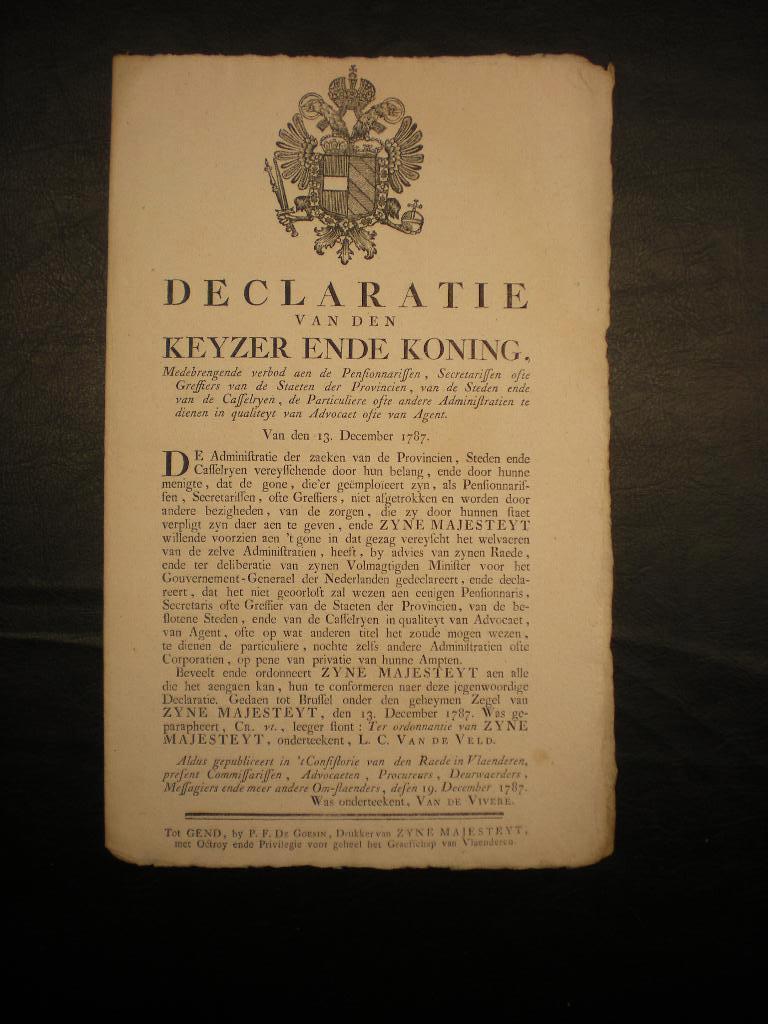 DECLARATIE
VAN DEN
KEYZER ENDE KONING,
Medebrengende verbod aen de Penſionnariſſen, Secretariſſen ofte
Greffiers van de Staeten der Provincien, van de Steden ende
van de Caſſelryen, de Particuliere ofte andere Adminiſtratien te
dienen in qualiteyt van Advocaet ofte van Agent.
Van den 13. December 1787.
DE Adminiſtratie der zaeken van de Provincien, Steden ende
Caſſelryen vereyſſchende door hun belang, ende door hunne
menigte, dat de gone, die'er geëmploieert zyn, als Penſionnariſ-
ſen, Secretariſſen, ofte Greffiers, niet afgetrokken en worden door
andere bezigheden, van de zorgen, die zy door hunnen ſtaet
verpligt zyn daer aen te geven, ende ZYNE MAJESTEYT
willende voorzien aen 't gone in dat gezag vereyſcht het welvaeren
van de zelve Adminiſtratien, heeft, by advies van zynen Raede,
ende ter deliberatie van zynen Volmagtigden Miniſter voor het
Gouvernement-Generael der Nederlanden gedeclareert, ende decla-
reert, dat het niet geoorloft zal wezen aen eenigen Penſionnaris,
Secretaris ofte Greffier van de Staeten der Provincien, van de be-
ſlotene Steden, ende van de Caſſelryen in qualiteyt van Advocaet,
van Agent, ofte op wat anderen titel het zoude mogen wezen,
te dienen de particuliere, nochte zelfs andere Adminiſtratien ofte
Corporatien, op pene van privatie van hunne Ampten.
Beveelt ende ordonneert ZYNE MAJESTEYT aen alle
die het aengaen kan, hun te conformeren naer deze jegenwoordige
Declaratie. Gedaen tot Bruſſel onder den geheymen Zegel van
ZYNE MAJESTEYT, den 13. December 1787. Was ge-
parapheert, CR. vt., leeger ſtont: Ter ordonnantie van ZYNE
MAJESTEYT, onderteekent, L. C. VAN DE VELD.
Aldus gepubliceert in 't Conſiſtorie van den Raede in Vlaenderen,
preſent Commiſſariſſen, Advocaeten, Procureurs, Deurwaerders,
Meſſagiers ende meer andere Om-ſtaenders, deſen 19. December 1787.
Was onderteekent, VAN DE VIVERE.
Tot GEND, by P. F. DE GOESIN, Drukker van ZYNE MAJESTEYT,
met Octroy ende Privilegie voor geheel het Graefſchap van Vlaenderen.